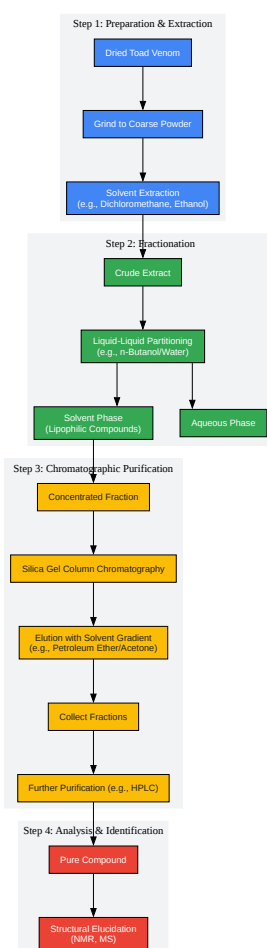 Step 1: Preparation & Extraction
Dried Toad Venom
Grind to Coarse Powder
Solvent Extraction
(e.g., Dichloromethane, Ethanol)
Step 2: Fractionation
Crude Extract
Liquid-Liquid Partitioning
(e.g., n-Butanol/Water)
Solvent Phase
(Lipophilic Compounds)
Aqueous Phase
Step 3: Chromatographic Purification
Concentrated Fraction
Silica Gel Column Chromatography
Elution with Solvent Gradient
(e.g., Petroleum Ether/Acetone)
Collect Fractions
Further Purification (e.g., HPLC)
Step 4: Analysis & Identification
Pure Compound
Structural Elucidation
(NMR, MS)